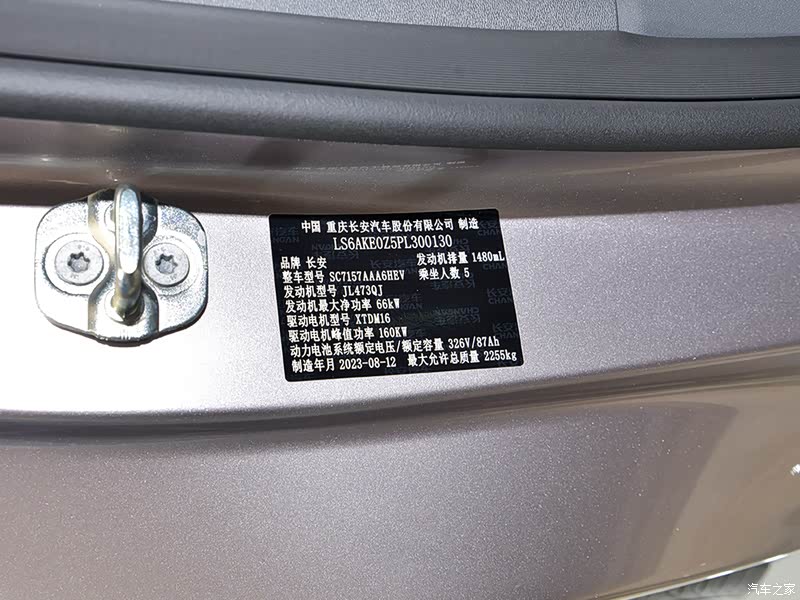 中国 重庆长安汽车股份有限公司 制造
LS6AKE0Z5PL300130
品牌 长安 发动机排量 1480mL
整车型号 SC7157AAA6HEV 乘坐人数 5
发动机型号 JL473QJ
发动机最大净功率 66kW
驱动电机型号 XTDM16
驱动电机峰值功率 160KW
动力电池系统额定电压/额定容量 326V/87Ah
制造年月 2023-08-12 最大允许总质量 2255kg
汽车之家